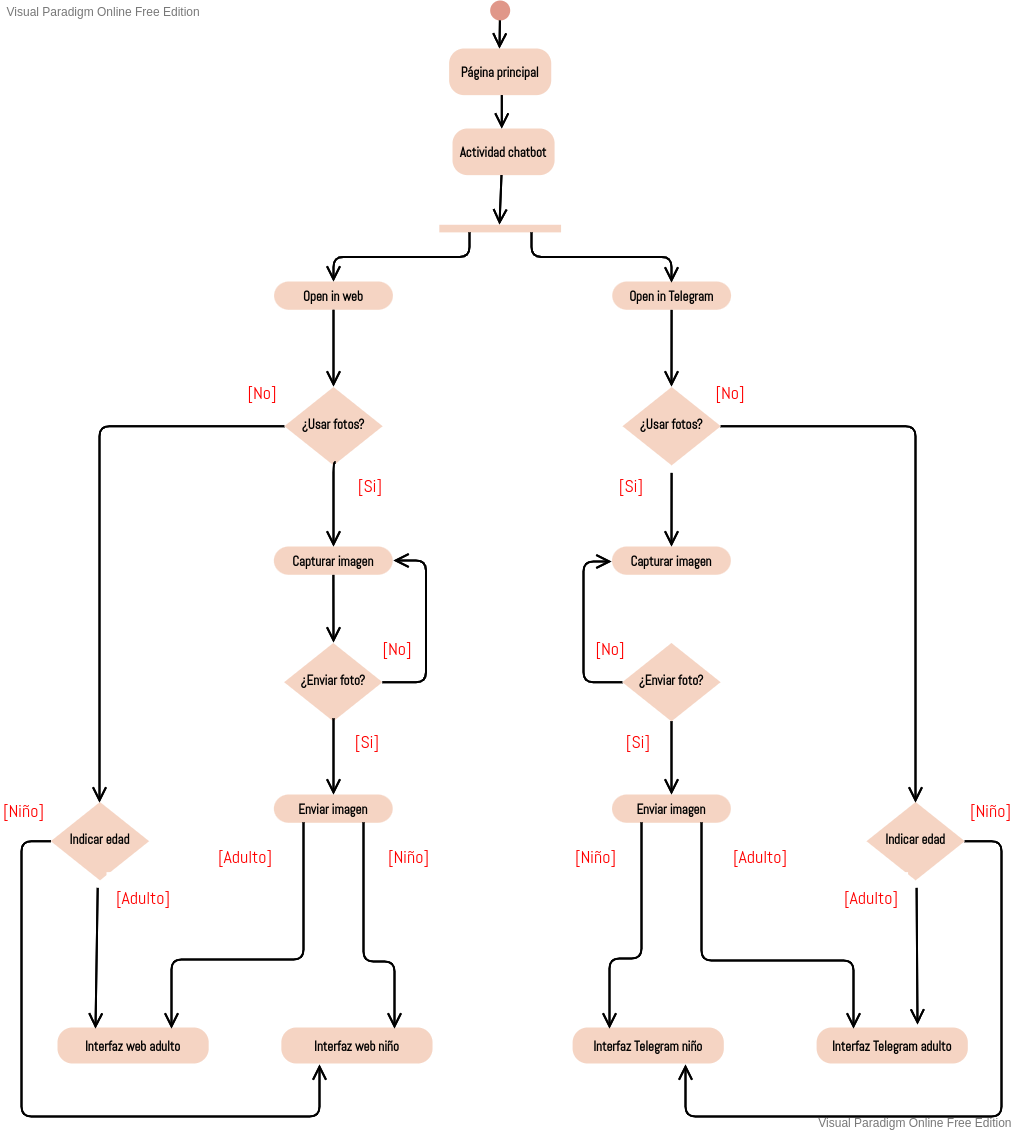 Visual Paradigm Online Free Edition
Página principal
Actividad chatbot
Open in web
Open in Telegram
[No]
[No]
¿Usar fotos?
¿Usar fotos?
[Si]
[Si]
Capturar imagen
Capturar imagen
[No]
[No]
¿Enviar foto?
¿Enviar foto?
[Si]
[Si]
[Niño]
Enviar imagen
Enviar imagen
[Niño]
Indicar edad
Indicar edad
[Adulto]
[Niño]
[Niño]
[Adulto]
[Adulto]
[Adulto]
Interfaz web adulto
Interfaz web niño
Interfaz Telegram niño
Interfaz Telegram adulto
Visual Paradigm Online Free Edition